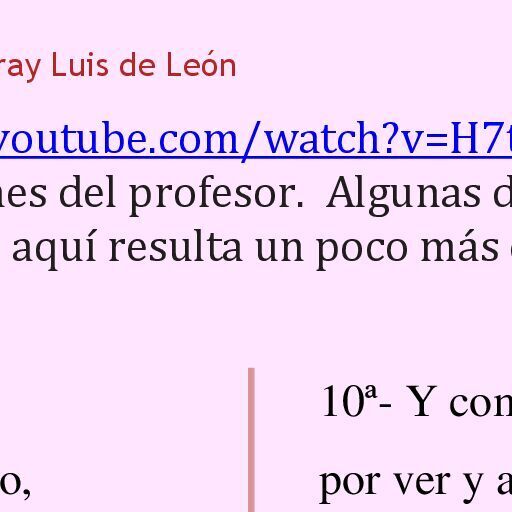 ray Luis de León
youtube.com/watch?v=H7t
nes del profesor.  Algunas d
aquí resulta un poco más
10ª- Y con
o,
por ver y a